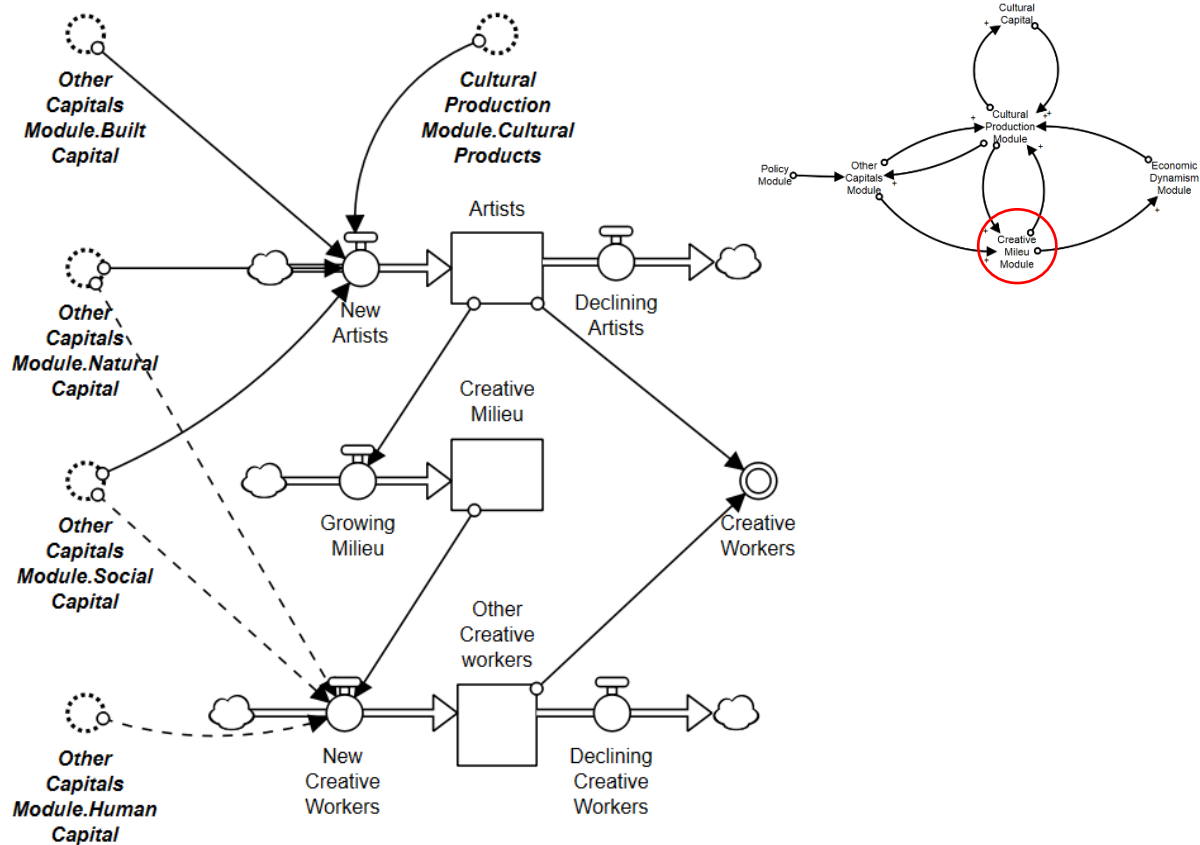 Other
Capitals
Module.Built
Capital
Cultural
Production
Module.Cultural
Products
Artists
New
Artists
Declining
Artists
Other
Capitals
Module.Natural
Capital
Creative
Milieu
Growing
Milieu
Creative
Workers
Other
Capitals
Module.Social
Capital
Other
Creative
workers
New
Creative
Workers
Declining
Creative
Workers
Other
Capitals
Module.Human
Capital
Cultural
Capital
+
+
+
Cultural
Production
Module
+
+
+
Policy
Module
Other
Capitals
Module
+
Economic
Dynamism
Module
+
+
Creative
Mileu
Module
+